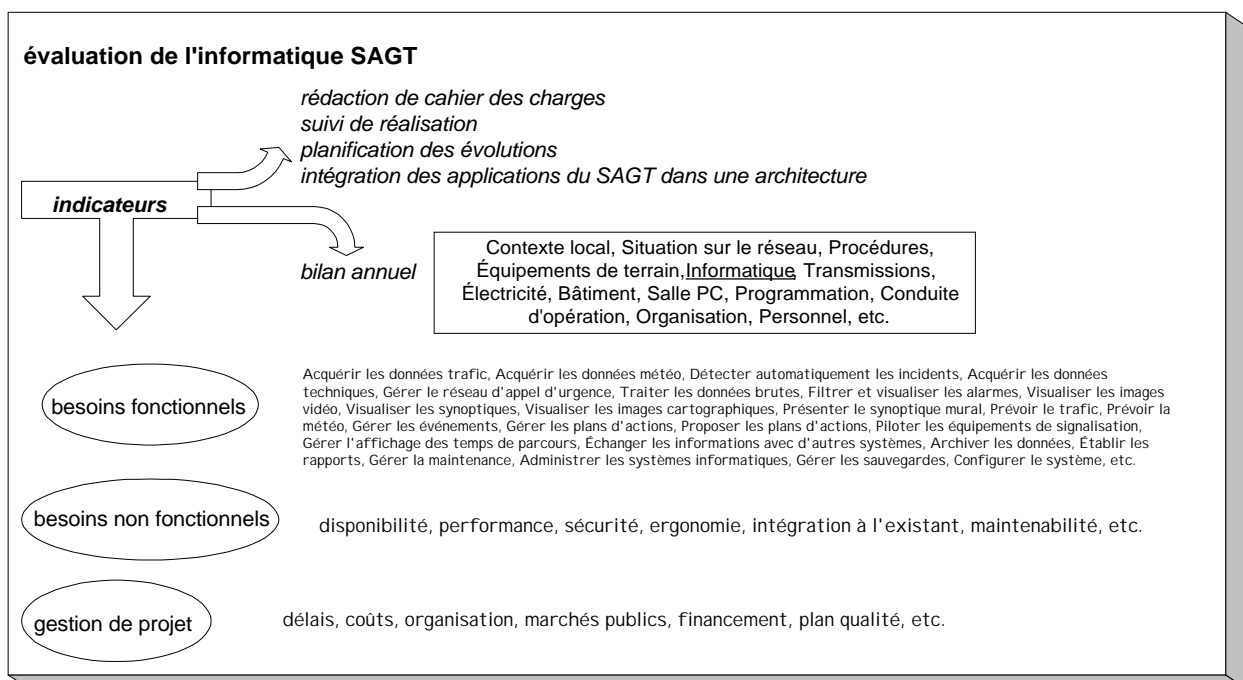 évaluation de l'informatique SAGT
rédaction de cahier des charges
suivi de réalisation
planification des évolutions
intégration des applications du SAGT dans une architecture
indicateurs
bilan annuel
Contexte local, Situation sur le réseau, Procédures,
Équipements de terrain,Informatique, Transmissions,
Électricité, Bâtiment, Salle PC, Programmation, Conduite
d'opération, Organisation, Personnel, etc.
besoins fonctionnels
Acquérir les données trafic, Acquérir les données météo, Détecter automatiquement les incidents, Acquérir les données
techniques, Gérer le réseau d'appel d'urgence, Traiter les données brutes, Filtrer et visualiser les alarmes, Visualiser les images
vidéo, Visualiser les synoptiques, Visualiser les images cartographiques, Présenter le synoptique mural, Prévoir le trafic, Prévoir la
météo, Gérer les événements, Gérer les plans d'actions, Proposer les plans d'actions, Piloter les équipements de signalisation,
Gérer l'affichage des temps de parcours, Échanger les informations avec d'autres systèmes, Archiver les données, Établir les
rapports, Gérer la maintenance, Administrer les systèmes informatiques, Gérer les sauvegardes, Configurer le système, etc.
besoins non fonctionnels
disponibilité, performance, sécurité, ergonomie, intégration à l'existant, maintenabilité, etc.
gestion de projet
délais, coûts, organisation, marchés publics, financement, plan qualité, etc.